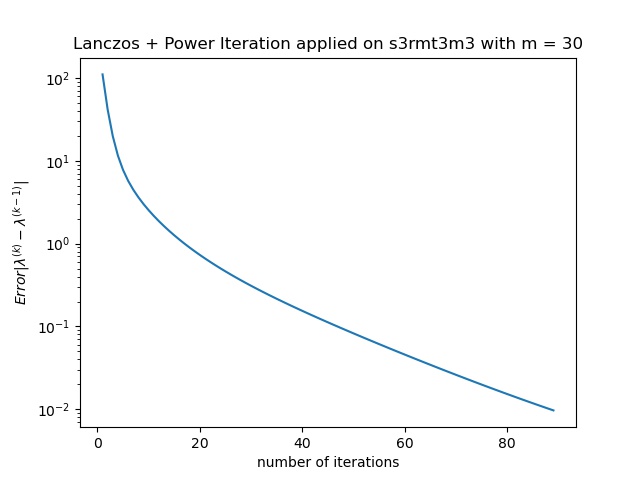 Lanczos + Power Iteration applied on s3rmt3m3 with m = 30
10²
10¹
10⁰
10⁻¹
10⁻²
Error|λ⁽ᵏ⁾ − λ⁽ᵏ⁻¹⁾|
0 20 40 60 80
number of iterations